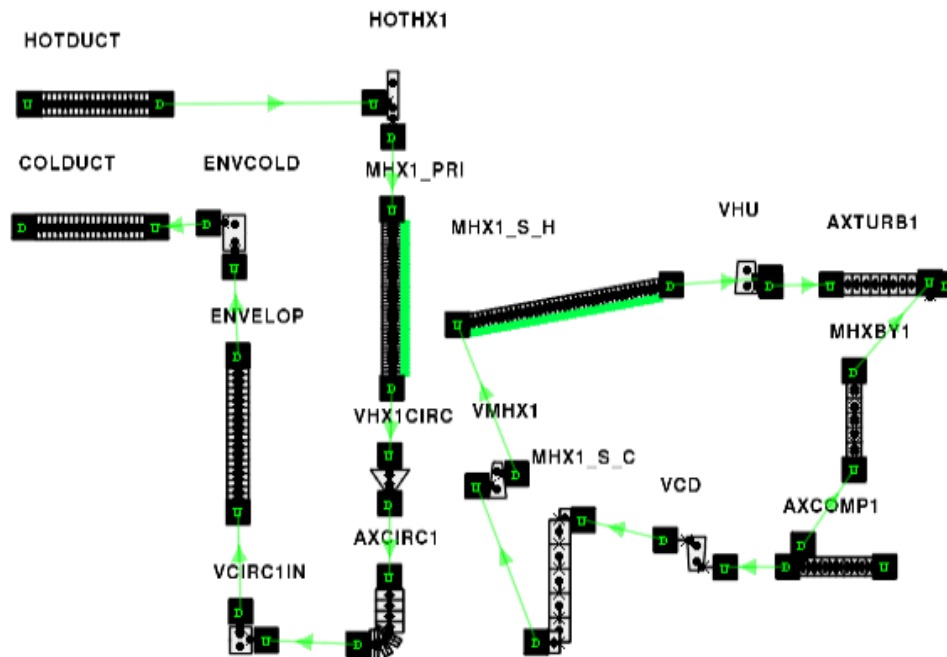 HOTHX1
HOTDUCT
U D U
D
COLDUCT ENVCOLD MHX1_PRI
D U D U
MHX1_S_H VHU AXTURB1
U
D D U U D
ENVELOP U MHXBY1
D D D
VHX1CIRC VMHX1
U D U
U MHX1_S_C
D VCD AXCOMP1
U U
AXCIRC1 D D
VCIRC1IN U U D U
D
U D D